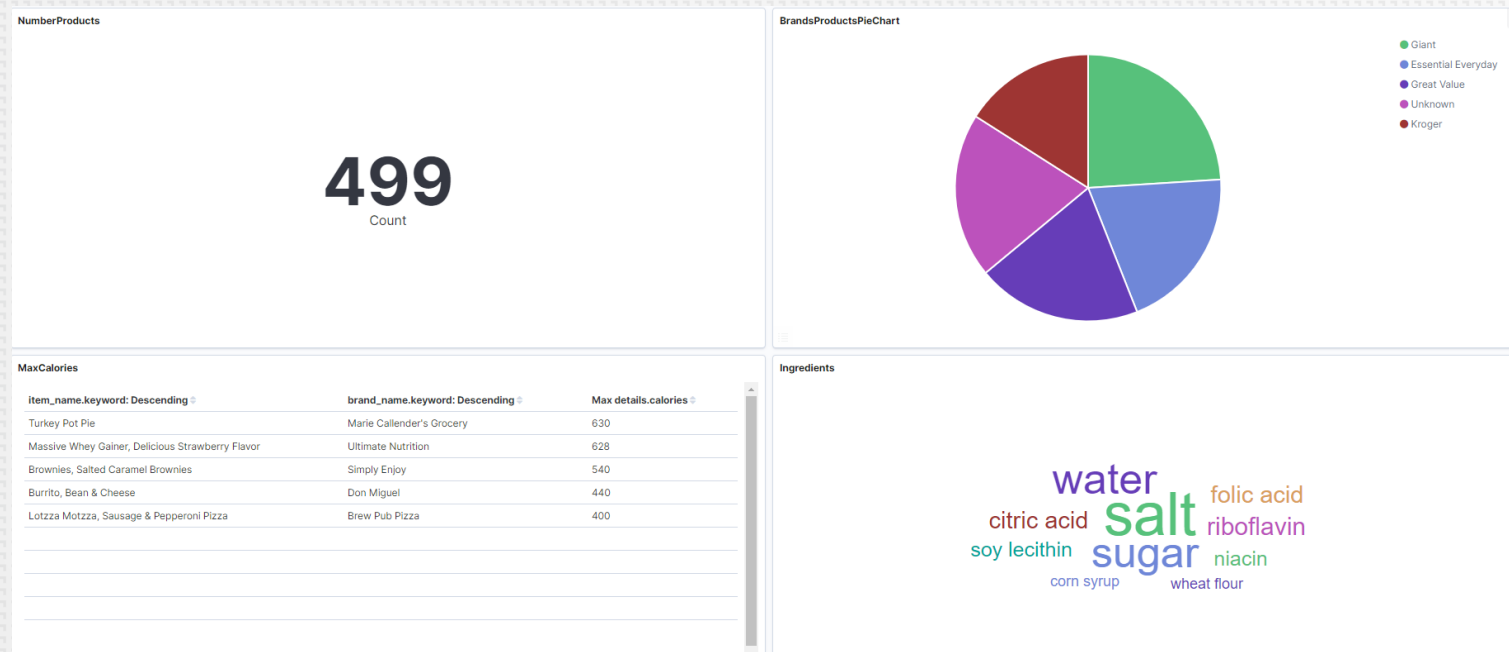 NumberProducts
499
Count
BrandsProductsPieChart
Giant
Essential Everyday
Great Value
Unknown
Kroger
MaxCalories
item_name.keyword: Descending brand_name.keyword: Descending Max details.calories
Turkey Pot Pie Marie Callender's Grocery 630
Massive Whey Gainer, Delicious Strawberry Flavor Ultimate Nutrition 628
Brownies, Salted Caramel Brownies Simply Enjoy 540
Burrito, Bean & Cheese Don Miguel 440
Lotzza Motzza, Sausage & Pepperoni Pizza Brew Pub Pizza 400
Ingredients
water
folic acid
citric acid salt riboflavin
soy lecithin sugar niacin
corn syrup wheat flour